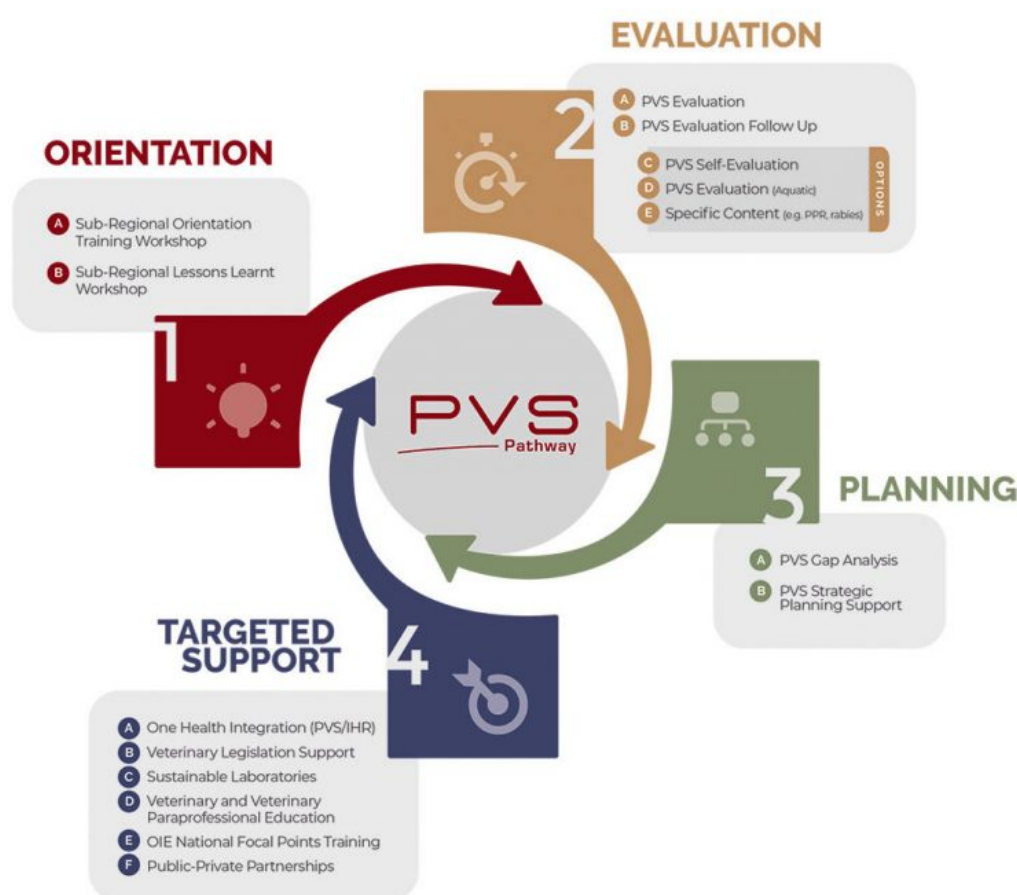 ORIENTATION
A Sub-Regional Orientation
Training Workshop
B Sub-Regional Lessons Learnt
Workshop
1
EVALUATION
A PVS Evaluation
B PVS Evaluation Follow Up
C PVS Self-Evaluation
D PVS Evaluation (Aquatic)
E Specific Content (e.g. PPR, rabies)
OPTIONS
2
PVS
Pathway
3
PLANNING
A PVS Gap Analysis
B PVS Strategic
Planning Support
TARGETED
SUPPORT
4
A One Health Integration (PVS/IHR)
B Veterinary Legislation Support
C Sustainable Laboratories
D Veterinary and Veterinary
Paraprofessional Education
E OIE National Focal Points Training
F Public-Private Partnerships